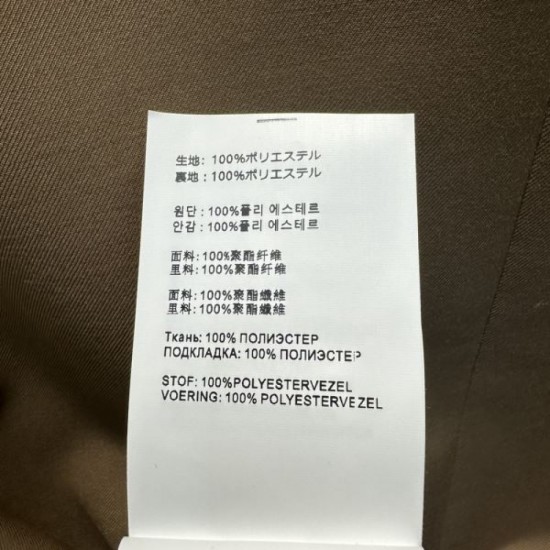 生地: 100%ポリエステル
裏地: 100%ポリエステル
원단 : 100%폴리 에스테르
안감 : 100%폴리 에스테르
面料: 100%聚酯纤维
里料: 100%聚酯纤维
面料: 100%聚酯纖維
里料: 100%聚酯纖維
Ткань: 100% ПОЛИЭСТЕР
ПОДКЛАДКА: 100% ПОЛИЭСТЕР
STOF: 100%POLYESTERVEZEL
VOERING: 100% POLYESTERVEZEL